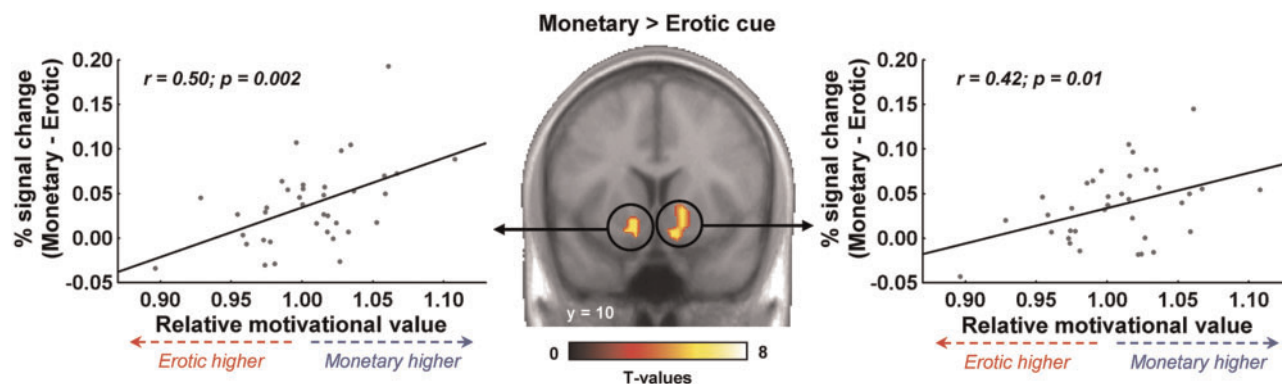 Monetary > Erotic cue
% signal change
(Monetary - Erotic)
0.20
0.15
0.10
0.05
0.00
-0.05
r = 0.50; p = 0.002
0.90 0.95 1.00 1.05 1.10
Relative motivational value
Erotic higher Monetary higher
y = 10
0 8
T-values
% signal change
(Monetary - Erotic)
0.20
0.15
0.10
0.05
0.00
-0.05
r = 0.42; p = 0.01
0.90 0.95 1.00 1.05 1.10
Relative motivational value
Erotic higher Monetary higher